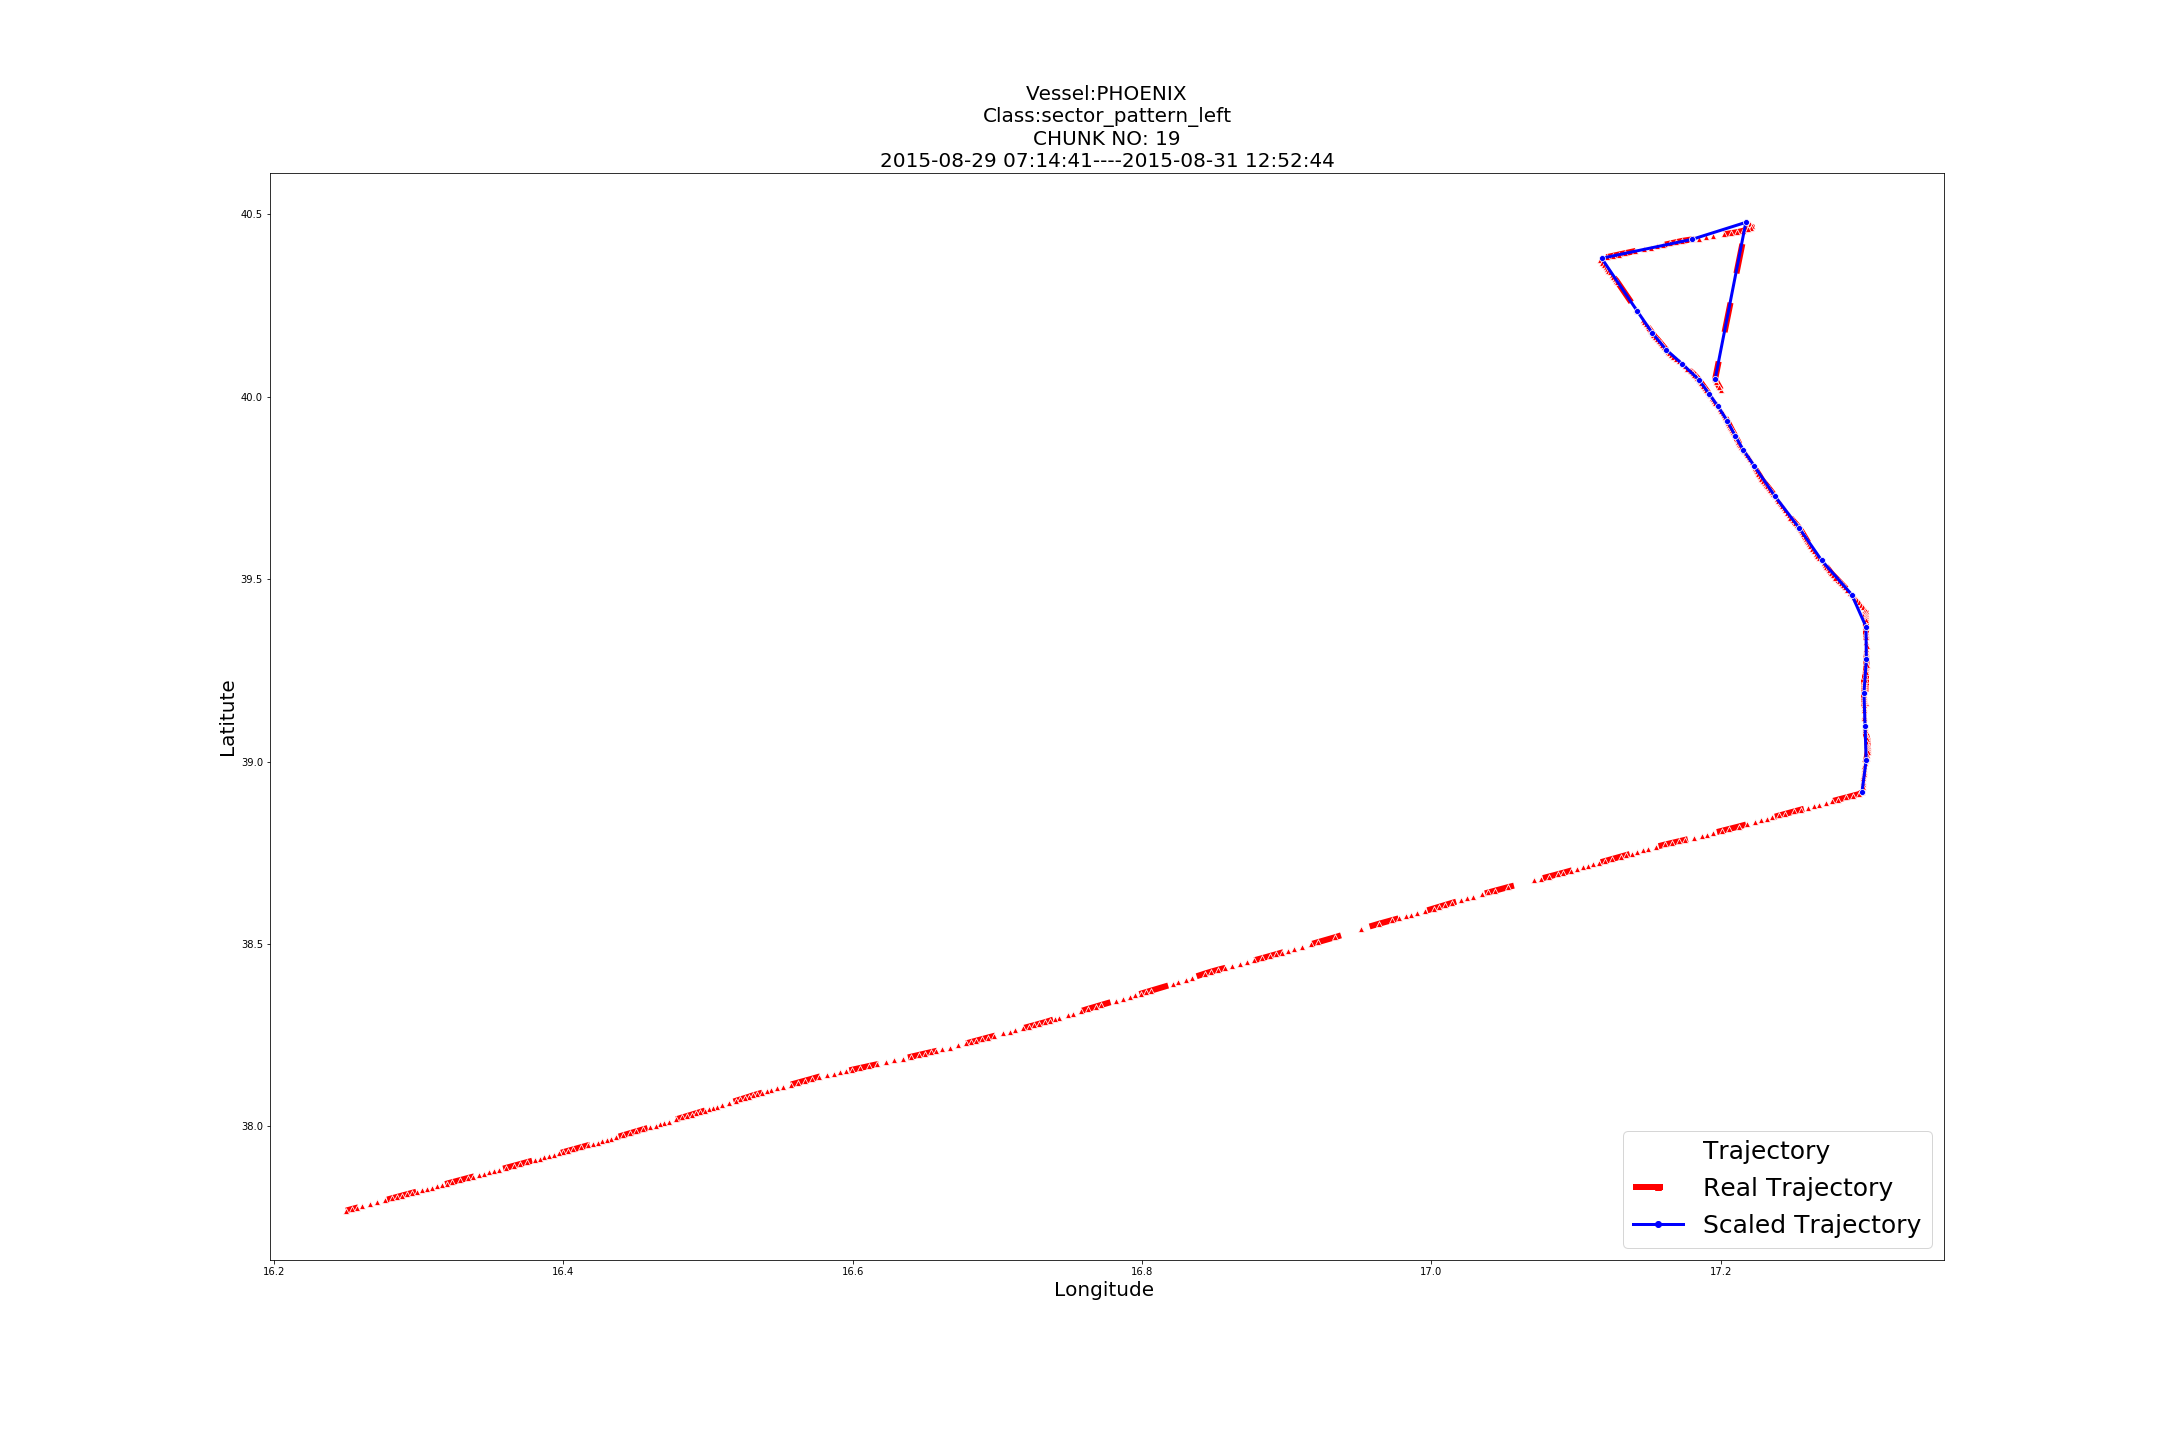 Vessel:PHOENIX
Class:sector_pattern_left
CHUNK NO: 19
2015-08-29 07:14:41----2015-08-31 12:52:44
40.5
40.0
39.5
39.0
38.5
38.0
Latitute
16.2
16.4
16.6
16.8
17.0
17.2
Longitude
Trajectory
Real Trajectory
Scaled Trajectory